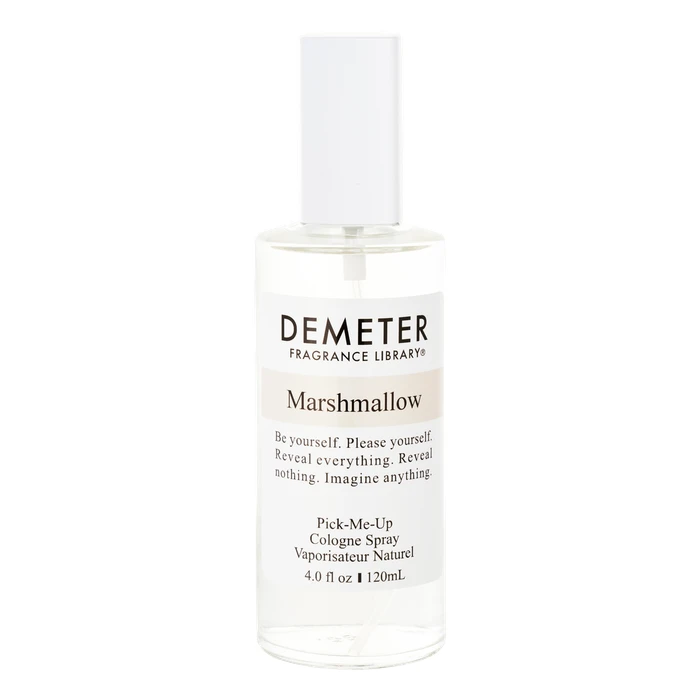 DEMETER
FRAGRANCE LIBRARY®
Marshmallow
Be yourself. Please yourself.
Reveal everything. Reveal
nothing. Imagine anything.
Pick-Me-Up
Cologne Spray
Vaporisateur Naturel
4.0 fl oz ▌120mL